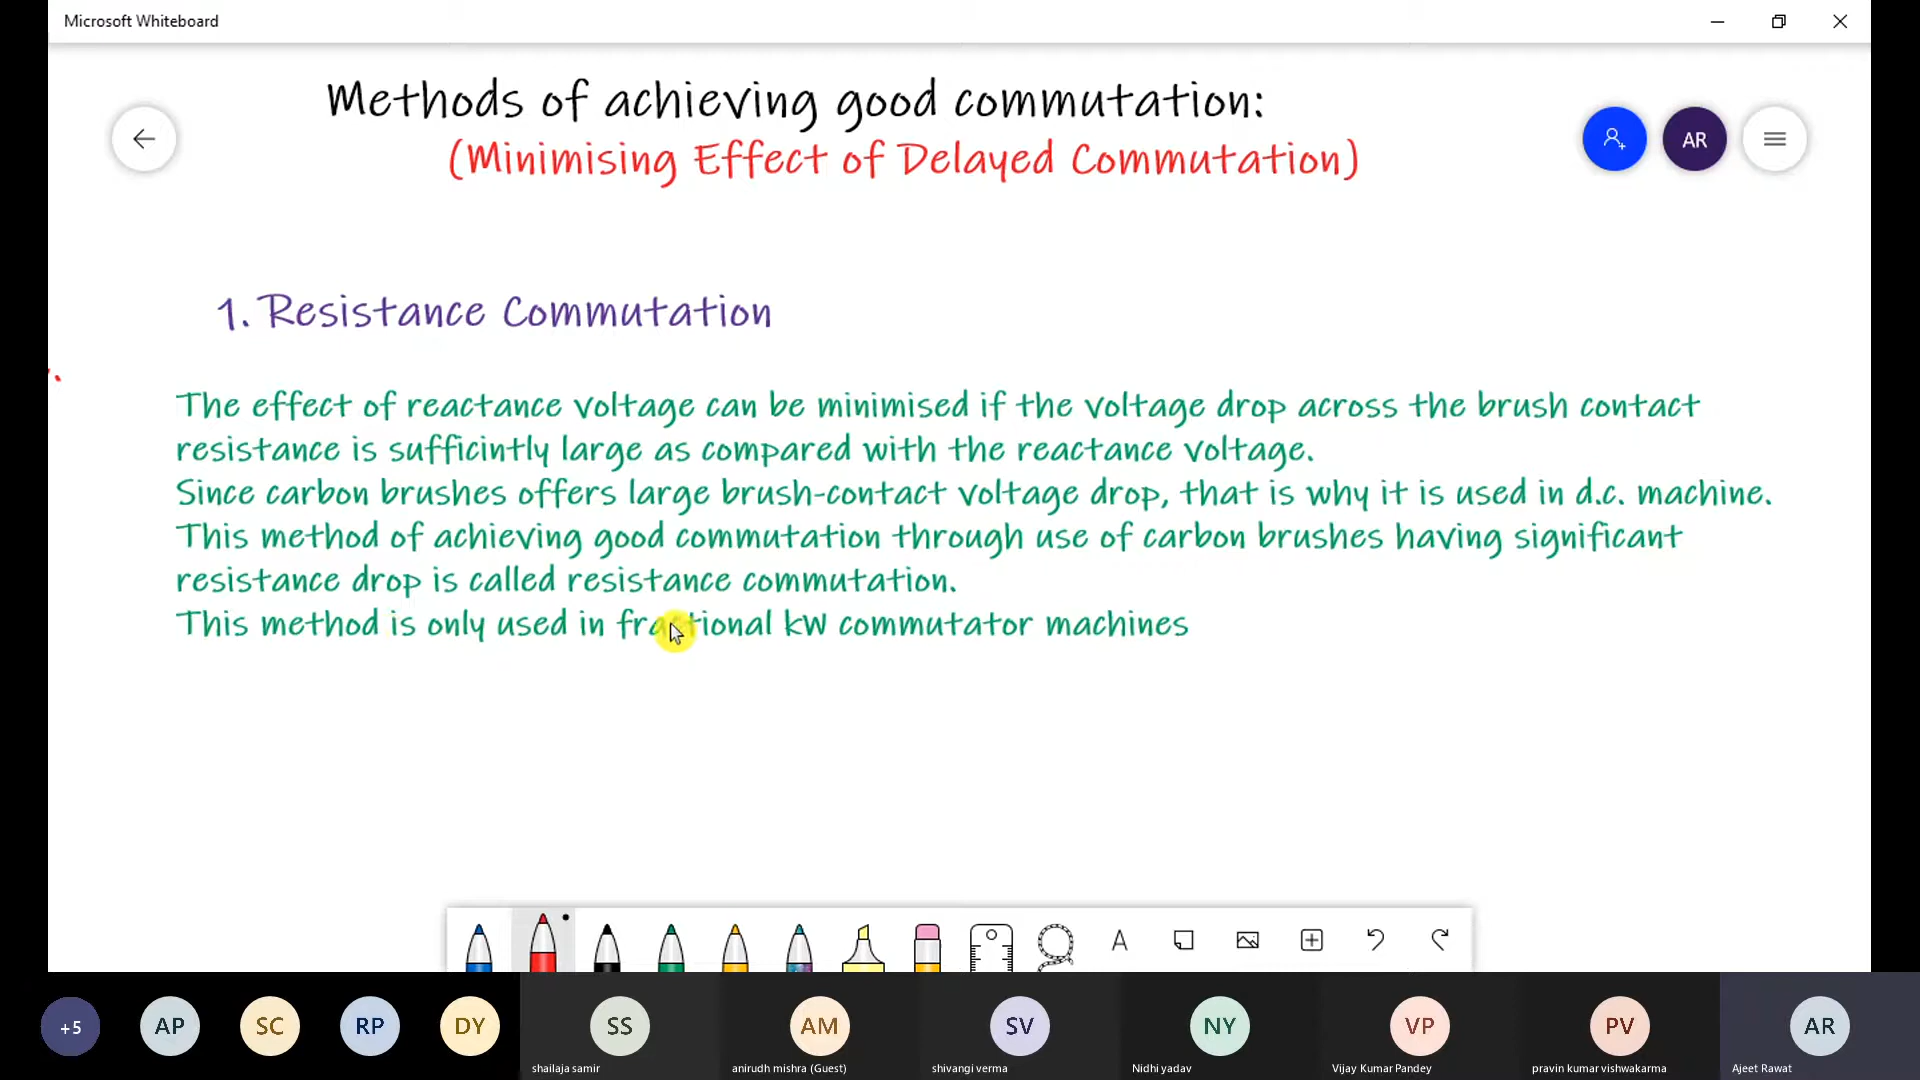 Microsoft Whiteboard
Methods of achieving good commutation:
(Minimising Effect of Delayed Commutation)
AR
1. Resistance Commutation
The effect of reactance voltage can be minimised if the voltage drop across the brush contact
resistance is sufficintly large as compared with the reactance voltage.
Since carbon brushes offers large brush-contact voltage drop, that is why it is used in d.c. machine.
This method of achieving good commutation through use of carbon brushes having significant
resistance drop is called resistance commutation.
This method is only used in fractional kW commutator machines
A
+5 AP SC RP DY SS AM SV NY VP PV AR
shailaja samir anirudh mishra (Guest) shivangi verma Nidhi yadav Vijay Kumar Pandey pravin kumar vishwakarma Ajeet Rawat